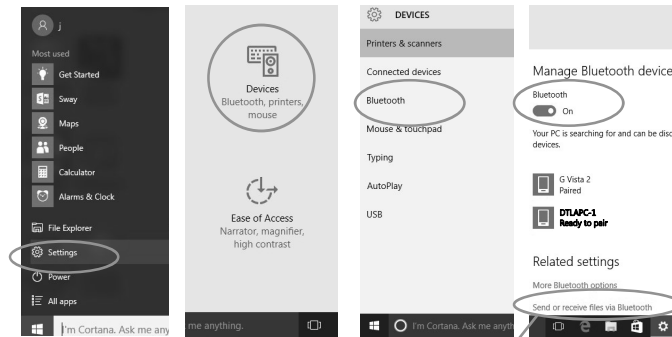 j
Most used
Get Started
Sway
Maps
People
Calculator
Alarms & Clock
File Explorer
Settings
Power
All apps
I'm Cortana. Ask me any
Devices
Bluetooth, printers,
mouse
Ease of Access
Narrator, magnifier,
high contrast
me anything.
DEVICES
Printers & scanners
Connected devices
Bluetooth
Mouse & touchpad
Typing
AutoPlay
USB
I'm Cortana. Ask me anyth
Manage Bluetooth device
Bluetooth
On
Your PC is searching for and can be disc
devices.
G Vista 2
Paired
DTLAPC-1
Ready to pair
Related settings
More Bluetooth options
Send or receive files via Bluetooth